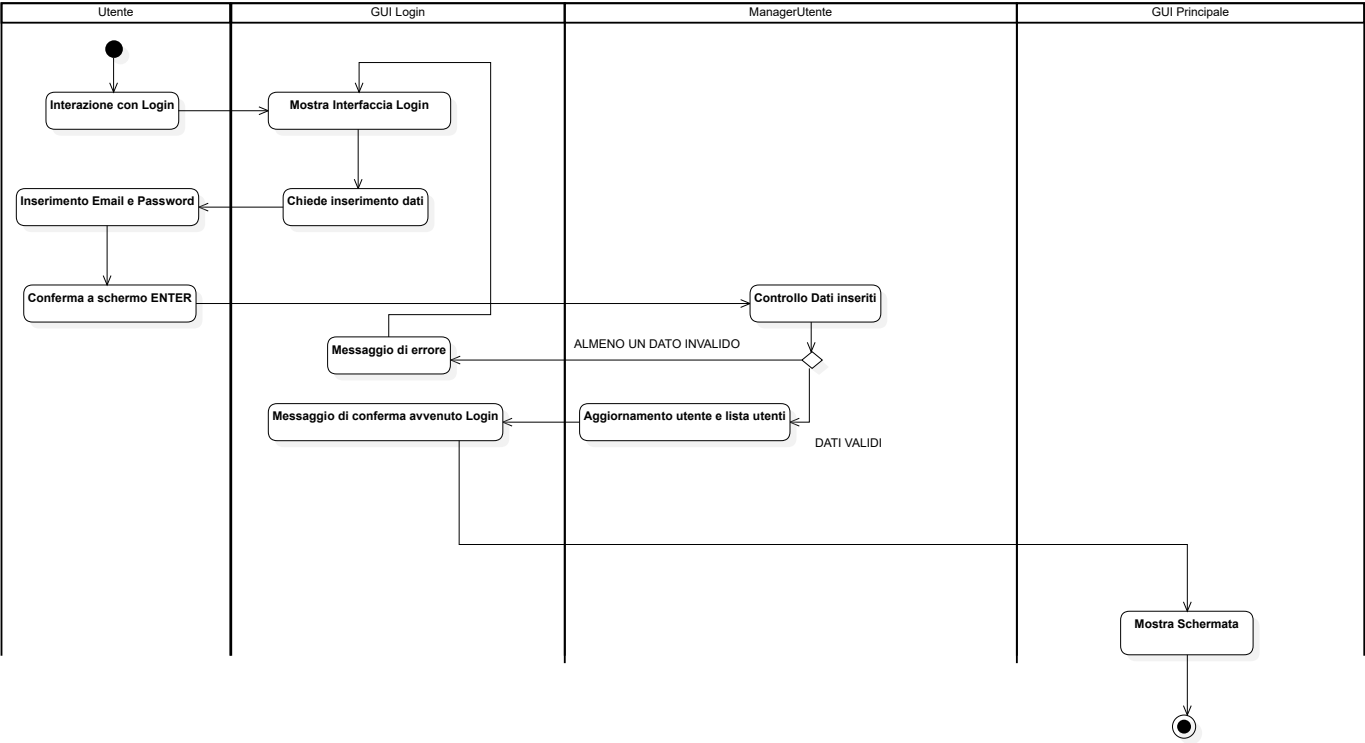 Utente
GUI Login
ManagerUtente
GUI Principale
Interazione con Login
Mostra Interfaccia Login
Inserimento Email e Password
Chiede inserimento dati
Conferma a schermo ENTER
Controllo Dati inseriti
Messaggio di errore
ALMENO UN DATO INVALIDO
Messaggio di conferma avvenuto Login
Aggiornamento utente e lista utenti
DATI VALIDI
Mostra Schermata